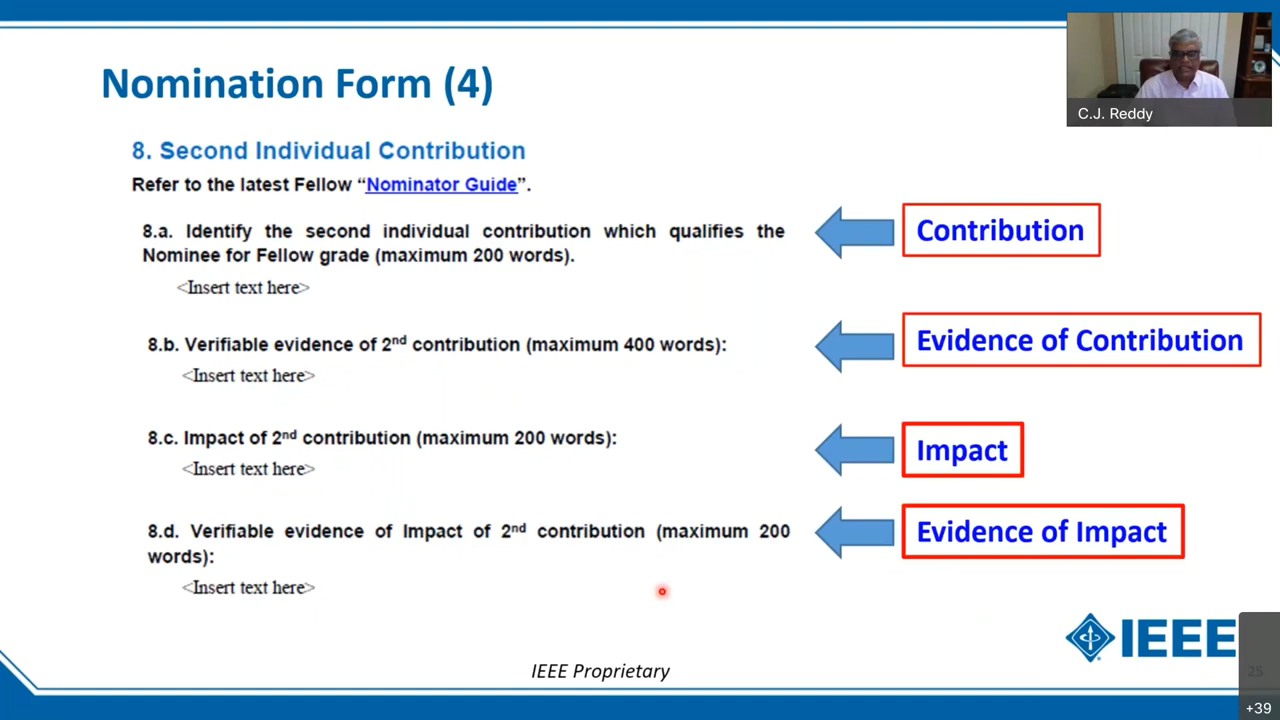 Nomination Form (4)
C.J. Reddy
8. Second Individual Contribution
Refer to the latest Fellow “Nominator Guide”.
8.a. Identify the second individual contribution which qualifies the
Nominee for Fellow grade (maximum 200 words).
<Insert text here>
Contribution
8.b. Verifiable evidence of 2nd contribution (maximum 400 words):
<Insert text here>
Evidence of Contribution
8.c. Impact of 2nd contribution (maximum 200 words):
<Insert text here>
Impact
8.d. Verifiable evidence of Impact of 2nd contribution (maximum 200
words):
<Insert text here>
Evidence of Impact
IEEE
IEEE Proprietary
25
+39